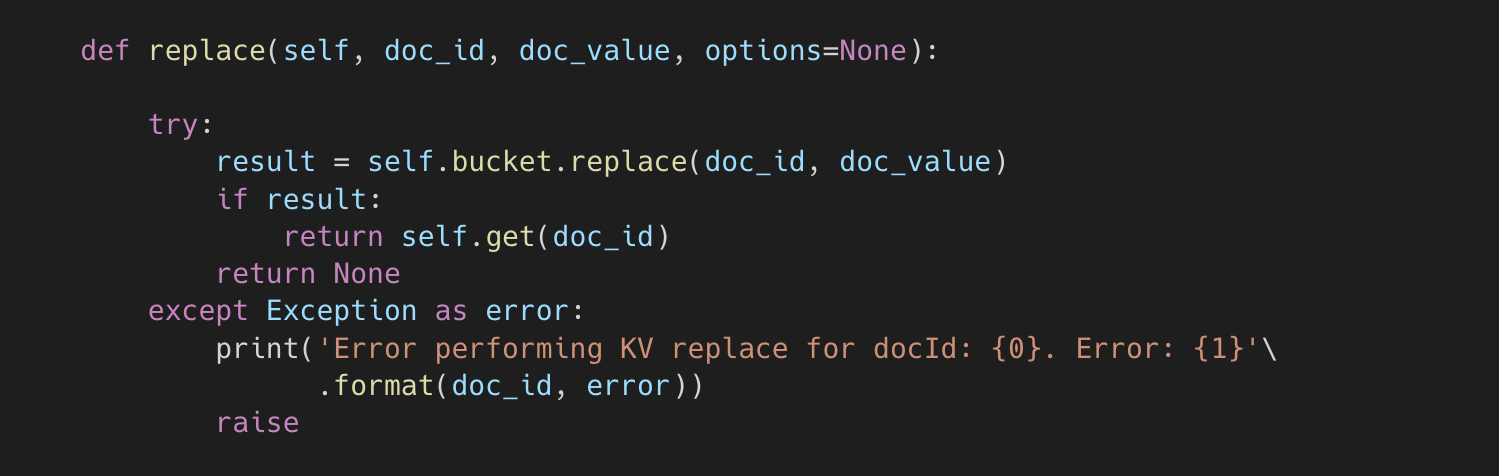 def replace(self, doc_id, doc_value, options=None):
try:
result = self.bucket.replace(doc_id, doc_value)
if result:
return self.get(doc_id)
return None
except Exception as error:
print('Error performing KV replace for docId: {0}. Error: {1}'\
.format(doc_id, error))
raise